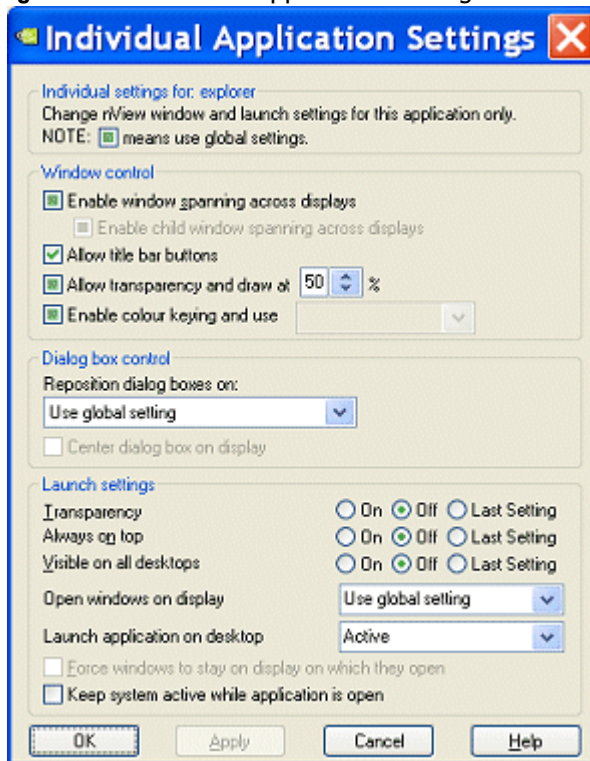 Individual Application Settings
Individual settings for: explorer
Change nView window and launch settings for this application only.
NOTE: means use global settings.
Window control
Enable window spanning across displays
Enable child window spanning across displays
Allow title bar buttons
Allow transparency and draw at 50 %
Enable colour keying and use
Dialog box control
Reposition dialog boxes on:
Use global setting
Center dialog box on display
Launch settings
Transparency On Off Last Setting
Always on top On Off Last Setting
Visible on all desktops On Off Last Setting
Open windows on display Use global setting
Launch application on desktop Active
Force windows to stay on display on which they open
Keep system active while application is open
OK Apply Cancel Help